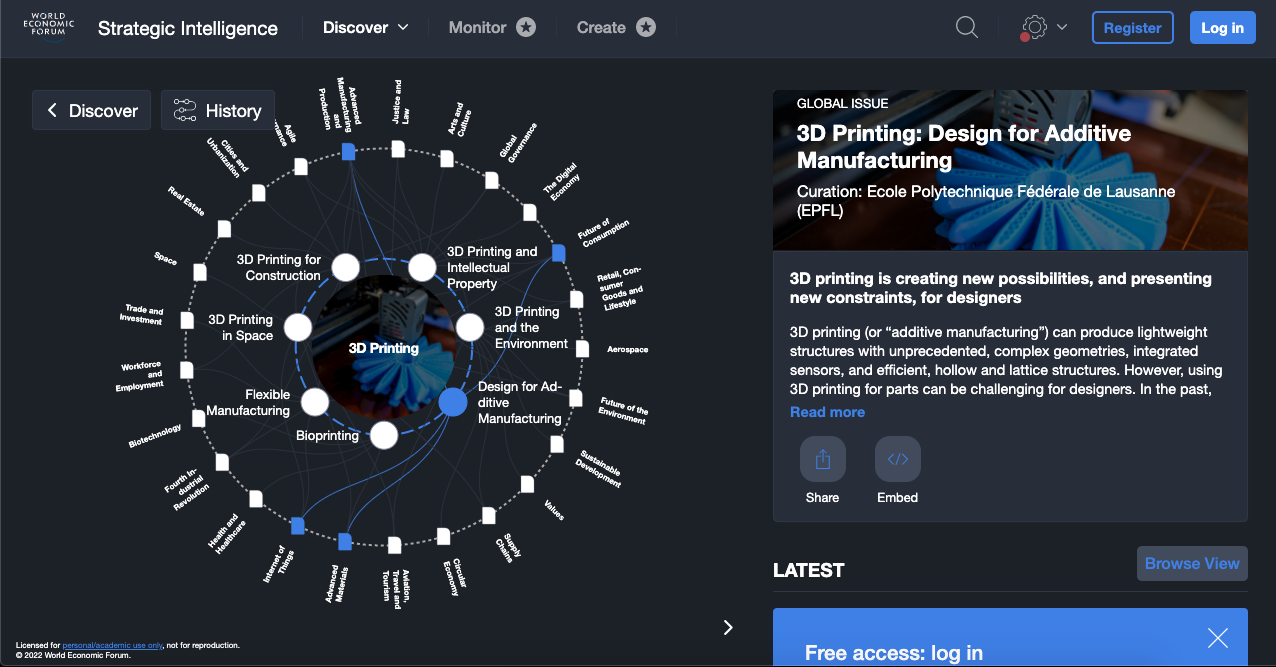 WORLD
ECONOMIC
FORUM
Strategic Intelligence
Discover
Monitor
Create
Register
Log in
Discover
History
Advanced
Manufacturing
and
Production
Justice and
Law
Arts and
Culture
Global
Governance
The Digital
Economy
Future of
Consumption
Retail, Con-
sumer
Goods and
Lifestyle
Aerospace
Future of the
Environment
Sustainable
Development
Values
Supply
Chains
Circular
Economy
Aviation,
Travel and
Tourism
Advanced
Materials
Internet of
Things
Health and
Healthcare
Fourth In-
dustrial
Revolution
Biotechnology
Workforce
and
Employment
Trade and
Investment
Space
Real Estate
Cities and
Urbanization
Agile
3D Printing for
Construction
3D Printing and
Intellectual
Property
3D Printing
and the
Environment
Design for Ad-
ditive
Manufacturing
Bioprinting
Flexible
Manufacturing
3D Printing
in Space
3D Printing
GLOBAL ISSUE
3D Printing: Design for Additive
Manufacturing
Curation: Ecole Polytechnique Fédérale de Lausanne
(EPFL)
3D printing is creating new possibilities, and presenting
new constraints, for designers
3D printing (or “additive manufacturing”) can produce lightweight
structures with unprecedented, complex geometries, integrated
sensors, and efficient, hollow and lattice structures. However, using
3D printing for parts can be challenging for designers. In the past,
Read more
Share
Embed
LATEST
Browse View
Free access: log in
Licensed for personal/academic use only, not for reproduction.
© 2022 World Economic Forum.